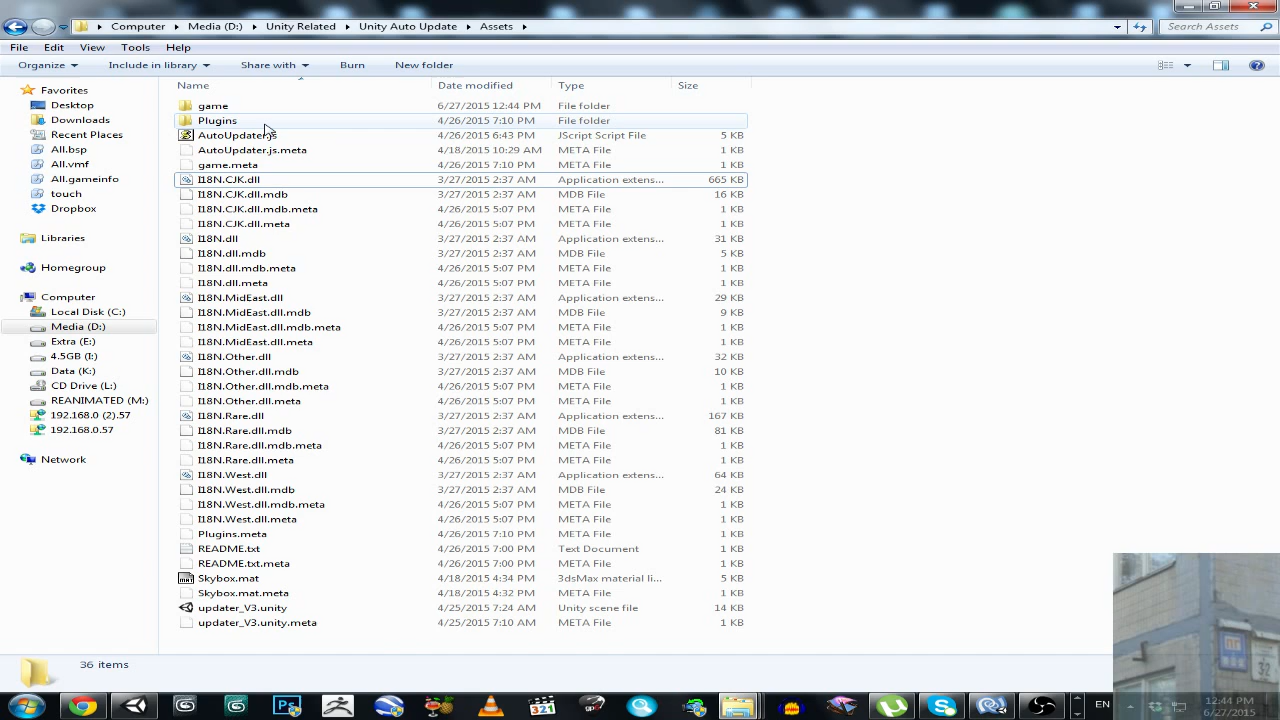 Computer ▸ Media (D:) ▸ Unity Related ▸ Unity Auto Update ▸ Assets ▸ Search Assets
File Edit View Tools Help
Organize Include in library Share with Burn New folder
Name Date modified Type Size
Favorites
Desktop
Downloads
Recent Places
All.bsp
All.vmf
All.gameinfo
touch
Dropbox
Libraries
Homegroup
Computer
Local Disk (C:)
Media (D:)
Extra (E:)
4.5GB (I:)
Data (K:)
CD Drive (L:)
REANIMATED (M:)
192.168.0 (2).57
192.168.0.57
Network
game 6/27/2015 12:44 PM File folder
Plugins 4/26/2015 7:10 PM File folder
AutoUpdater.js 4/26/2015 6:43 PM JScript Script File 5 KB
AutoUpdater.js.meta 4/18/2015 10:29 AM META File 1 KB
game.meta 4/26/2015 7:10 PM META File 1 KB
I18N.CJK.dll 3/27/2015 2:37 AM Application extens... 665 KB
I18N.CJK.dll.mdb 3/27/2015 2:37 AM MDB File 16 KB
I18N.CJK.dll.mdb.meta 4/26/2015 5:07 PM META File 1 KB
I18N.CJK.dll.meta 4/26/2015 5:07 PM META File 1 KB
I18N.dll 3/27/2015 2:37 AM Application extens... 31 KB
I18N.dll.mdb 3/27/2015 2:37 AM MDB File 5 KB
I18N.dll.mdb.meta 4/26/2015 5:07 PM META File 1 KB
I18N.dll.meta 4/26/2015 5:07 PM META File 1 KB
I18N.MidEast.dll 3/27/2015 2:37 AM Application extens... 29 KB
I18N.MidEast.dll.mdb 3/27/2015 2:37 AM MDB File 9 KB
I18N.MidEast.dll.mdb.meta 4/26/2015 5:07 PM META File 1 KB
I18N.MidEast.dll.meta 4/26/2015 5:07 PM META File 1 KB
I18N.Other.dll 3/27/2015 2:37 AM Application extens... 32 KB
I18N.Other.dll.mdb 3/27/2015 2:37 AM MDB File 10 KB
I18N.Other.dll.mdb.meta 4/26/2015 5:07 PM META File 1 KB
I18N.Other.dll.meta 4/26/2015 5:07 PM META File 1 KB
I18N.Rare.dll 3/27/2015 2:37 AM Application extens... 167 KB
I18N.Rare.dll.mdb 3/27/2015 2:37 AM MDB File 81 KB
I18N.Rare.dll.mdb.meta 4/26/2015 5:07 PM META File 1 KB
I18N.Rare.dll.meta 4/26/2015 5:07 PM META File 1 KB
I18N.West.dll 3/27/2015 2:37 AM Application extens... 64 KB
I18N.West.dll.mdb 3/27/2015 2:37 AM MDB File 24 KB
I18N.West.dll.mdb.meta 4/26/2015 5:07 PM META File 1 KB
I18N.West.dll.meta 4/26/2015 5:07 PM META File 1 KB
Plugins.meta 4/26/2015 7:10 PM META File 1 KB
README.txt 4/26/2015 7:00 PM Text Document 1 KB
README.txt.meta 4/26/2015 7:00 PM META File 1 KB
Skybox.mat 4/18/2015 4:34 PM 3dsMax material li... 5 KB
Skybox.mat.meta 4/18/2015 4:32 PM META File 1 KB
updater_V3.unity 4/25/2015 7:24 AM Unity scene file 14 KB
updater_V3.unity.meta 4/25/2015 7:10 AM META File 1 KB
36 items
32
Ps
321
EN
12:44 PM
6/27/2015